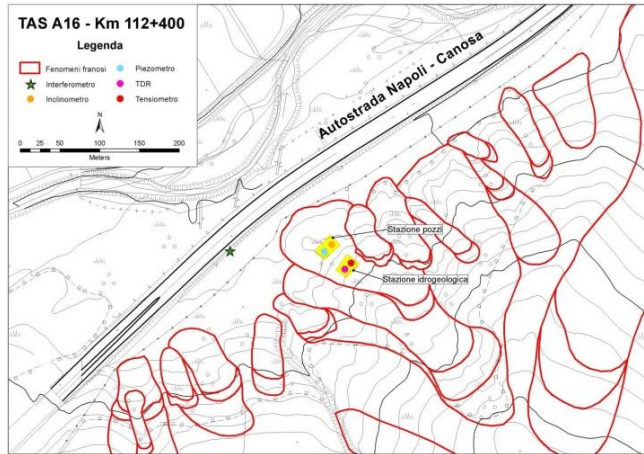 TAS A16 - Km 112+400
Legenda
Fenomeni franosi
Interferometro
Inclinometro
Piezometro
TDR
Tensiometro
N
0 25 50 100 150 200
Meters
Autostrada Napoli - Canosa
Stazione pozzi
Stazione idrogeologica